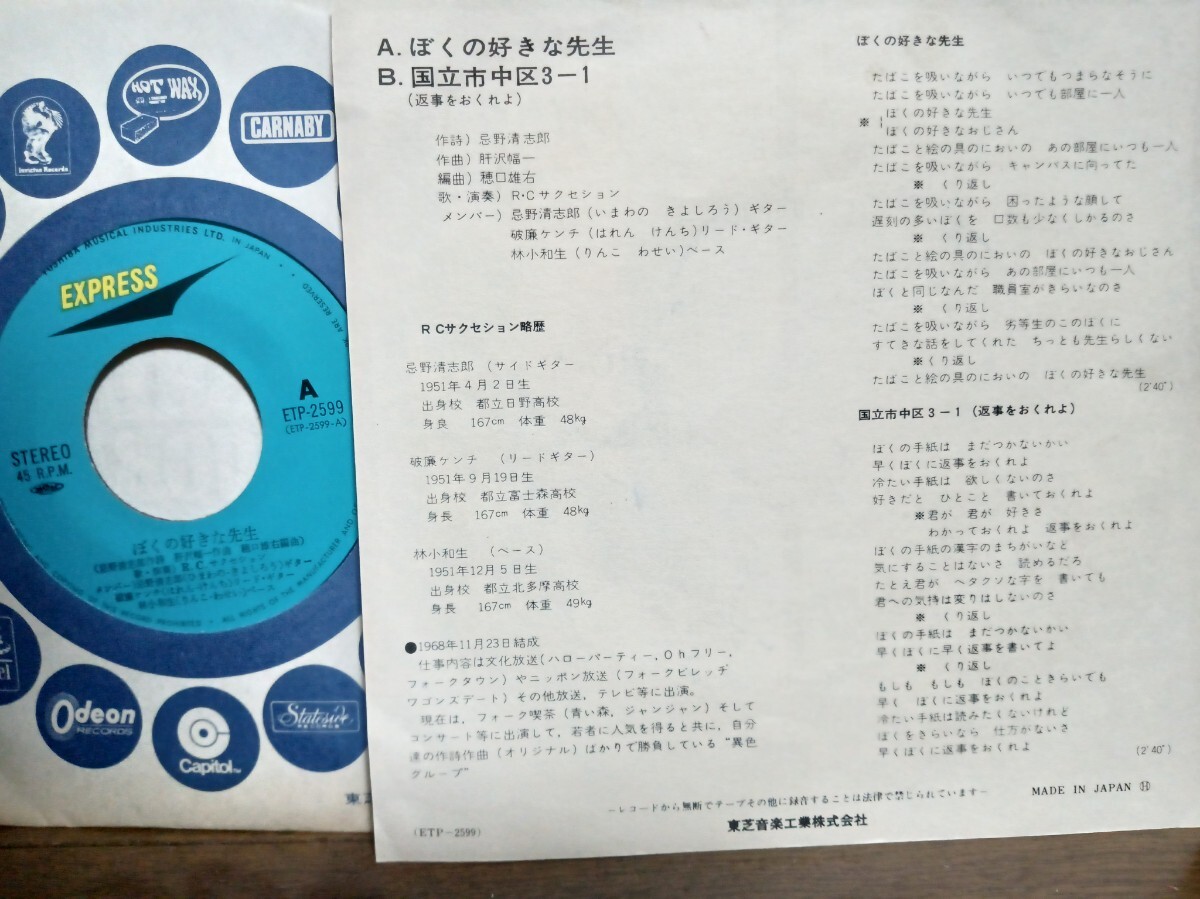 A. ぼくの好きな先生
B. 国立市中区3−1
(返事をおくれよ)
作詩）忌野清志郎
作曲）肝沢幅一
編曲）穂口雄右
歌・演奏）R・Cサクセション
メンバー）忌野清志郎(いまわの きよしろう）ギター
破廉ケンチ(はれん けんち)リード・ギター
林小和生(りんこ わせい)ベース
RCサクセション略歴
忌野清志郎 （サイドギター
1951年4月2日生
出身校 都立日野高校
身良 167cm 体重 48kg
破廉ケンチ （リードギター）
1951年9月19日生
出身校 都立富士森高校
身長 167cm 体重 48kg
林小和生 （ベース）
1951年12月5日生
出身校 都立北多摩高校
身長 167cm 体重 49kg
●1968年11月23日結成
仕事内容は文化放送(ハローパーティー，Ohフリー，
フォークタウン）やニッポン放送（フォークビレッヂ
ワゴンズデート）その他放送，テレビ等に出演。
現在は，フォーク喫茶(青い森，ジャンジャン）そして
コンサート等に出演して，若者に人気を得ると共に，自分
達の作詩作曲(オリジナル)ばかりで勝負している“異色
グループ”
ぼくの好きな先生
たばこを吸いながら いつでもつまらなそうに
たばこを吸いながら いつでも部屋に一人
※ ぼくの好きな先生
ぼくの好きなおじさん
たばこと絵の具のにおいの あの部屋にいつも一人
たばこを吸いながら キャンバスに向ってた
※ くり返し
たばこを吸いながら 困ったような顔して
遅刻の多いぼくを 口数も少なくしかるのさ
※ くり返し
たばこと絵の具のにおいの ぼくの好きなおじさん
たばこを吸いながら あの部屋にいつも一人
ぼくと同じなんだ 職員室がきらいなのさ
※ くり返し
たばこを吸いながら 劣等生のこのぼくに
すてきな話をしてくれた ちっとも先生らしくない
※くり返し
たばこと絵の具のにおいの ぼくの好きな先生
(2'40")
国立市中区3−1（返事をおくれよ）
ぼくの手紙は まだつかないかい
早くぼくに返事をおくれよ
冷たい手紙は 欲しくないのさ
好きだと ひとこと 書いておくれよ
※君が 君が 好きさ
わかっておくれよ 返事をおくれよ
ぼくの手紙の漢字のまちがいなど
気にすることはないさ 読めるだろ
たとえ君が ヘタクソな字を 書いても
君への気持は変りはしないのさ
※ くり返し
ぼくの手紙は まだつかないかい
早くぼくに早く返事を書いてよ
※ くり返し
もしも もしも ぼくのこときらいでも
早く ぼくに返事をおくれよ
冷たい手紙は読みたくないけれど
ぼくをきらいなら 仕方がないさ
早くぼくに返事をおくれよ
(2'40")
−レコードから無断でテープその他に録音することは法律で禁じられています−
MADE IN JAPAN Ⓗ
(ETP−2599)
東芝音楽工業株式会社
Invictus Records
HOT WAX
CARNABY
MUSICAL INDUSTRIES LTD. IN JAPAN
EXPRESS
A
ETP-2599
(ETP-2599-A)
STEREO
45 R.P.M.
ぼくの好きな先生
Odeon
RECORDS
Capitol
Stateside
RECORDS
東芝